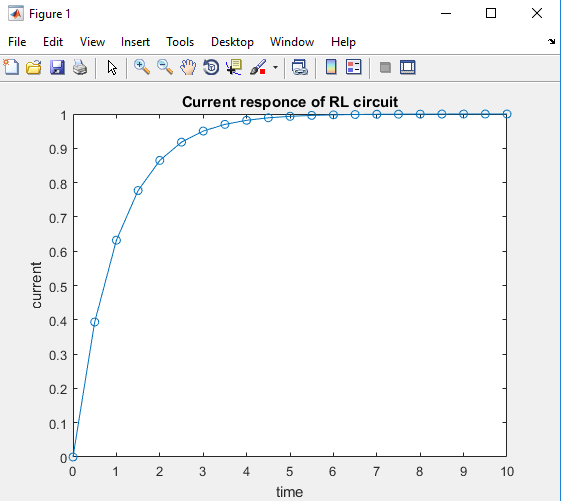 Figure 1
File Edit View Insert Tools Desktop Window Help
Current responce of RL circuit
1
0.9
0.8
0.7
0.6
0.5
0.4
0.3
0.2
0.1
0
current
0 1 2 3 4 5 6 7 8 9 10
time